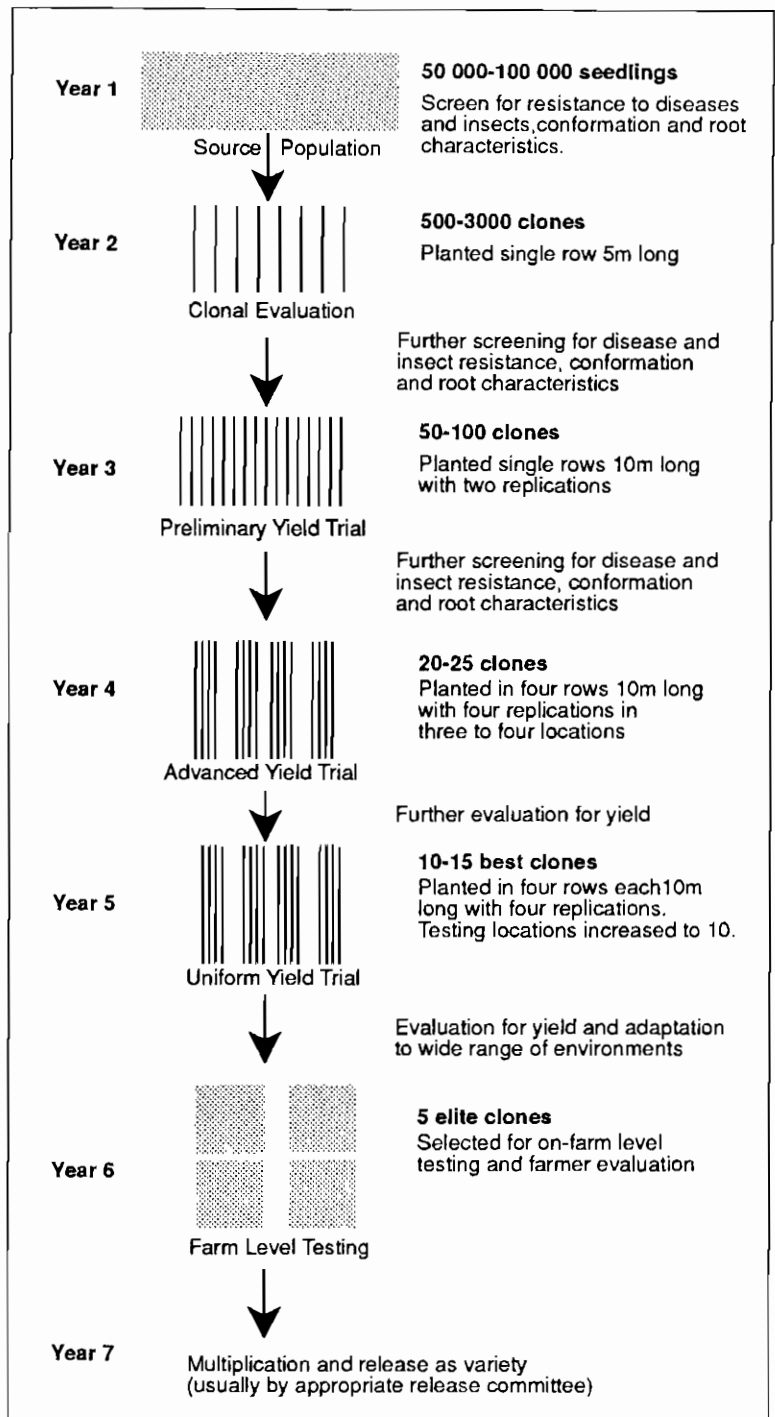 Year 1
50 000-100 000 seedlings
Screen for resistance to diseases
and insects,conformation and root
characteristics.
Source Population
Year 2
500-3000 clones
Planted single row 5m long
Clonal Evaluation
Further screening for disease and
insect resistance, conformation
and root characteristics
Year 3
50-100 clones
Planted single rows 10m long
with two replications
Preliminary Yield Trial
Further screening for disease and
insect resistance, conformation
and root characteristics
Year 4
20-25 clones
Planted in four rows 10m long
with four replications in
three to four locations
Advanced Yield Trial
Further evaluation for yield
Year 5
10-15 best clones
Planted in four rows each10m
long with four replications.
Testing locations increased to 10.
Uniform Yield Trial
Evaluation for yield and adaptation
to wide range of environments
Year 6
5 elite clones
Selected for on-farm level
testing and farmer evaluation
Farm Level Testing
Year 7
Multiplication and release as variety
(usually by appropriate release committee)